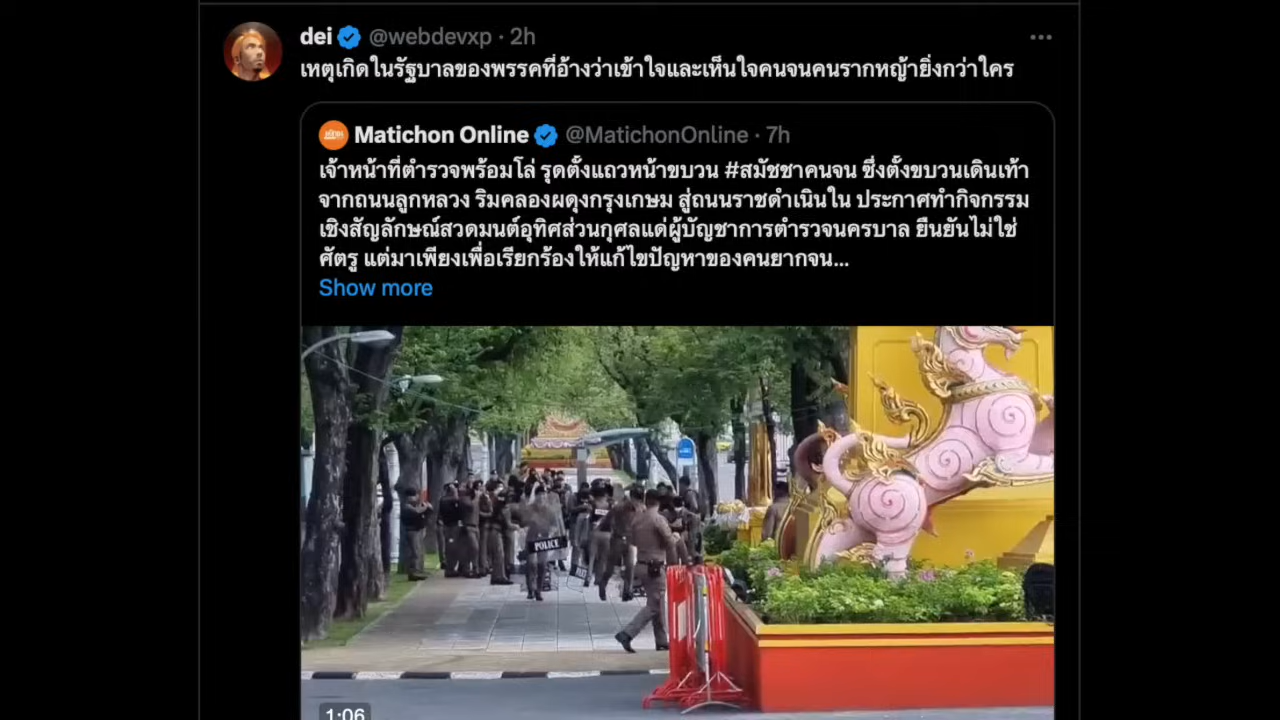 dei @webdevxp · 2h
เหตุเกิดในรัฐบาลของพรรคที่อ้างว่าเข้าใจและเห็นใจคนจนคนรากหญ้ายิ่งกว่าใคร
Matichon Online @MatichonOnline · 7h
เจ้าหน้าที่ตำรวจพร้อมโล่ รุดตั้งแถวหน้าขบวน #สมัชชาคนจน ซึ่งตั้งขบวนเดินเท้า
จากถนนลูกหลวง ริมคลองผดุงกรุงเกษม สู่ถนนราชดำเนินใน ประกาศทำกิจกรรม
เชิงสัญลักษณ์สวดมนต์อุทิศส่วนกุศลแด่ผู้บัญชาการตำรวจนครบาล ยืนยันไม่ใช่
ศัตรู แต่มาเพียงเพื่อเรียกร้องให้แก้ไขปัญหาของคนยากจน...
Show more
POLICE
1:06